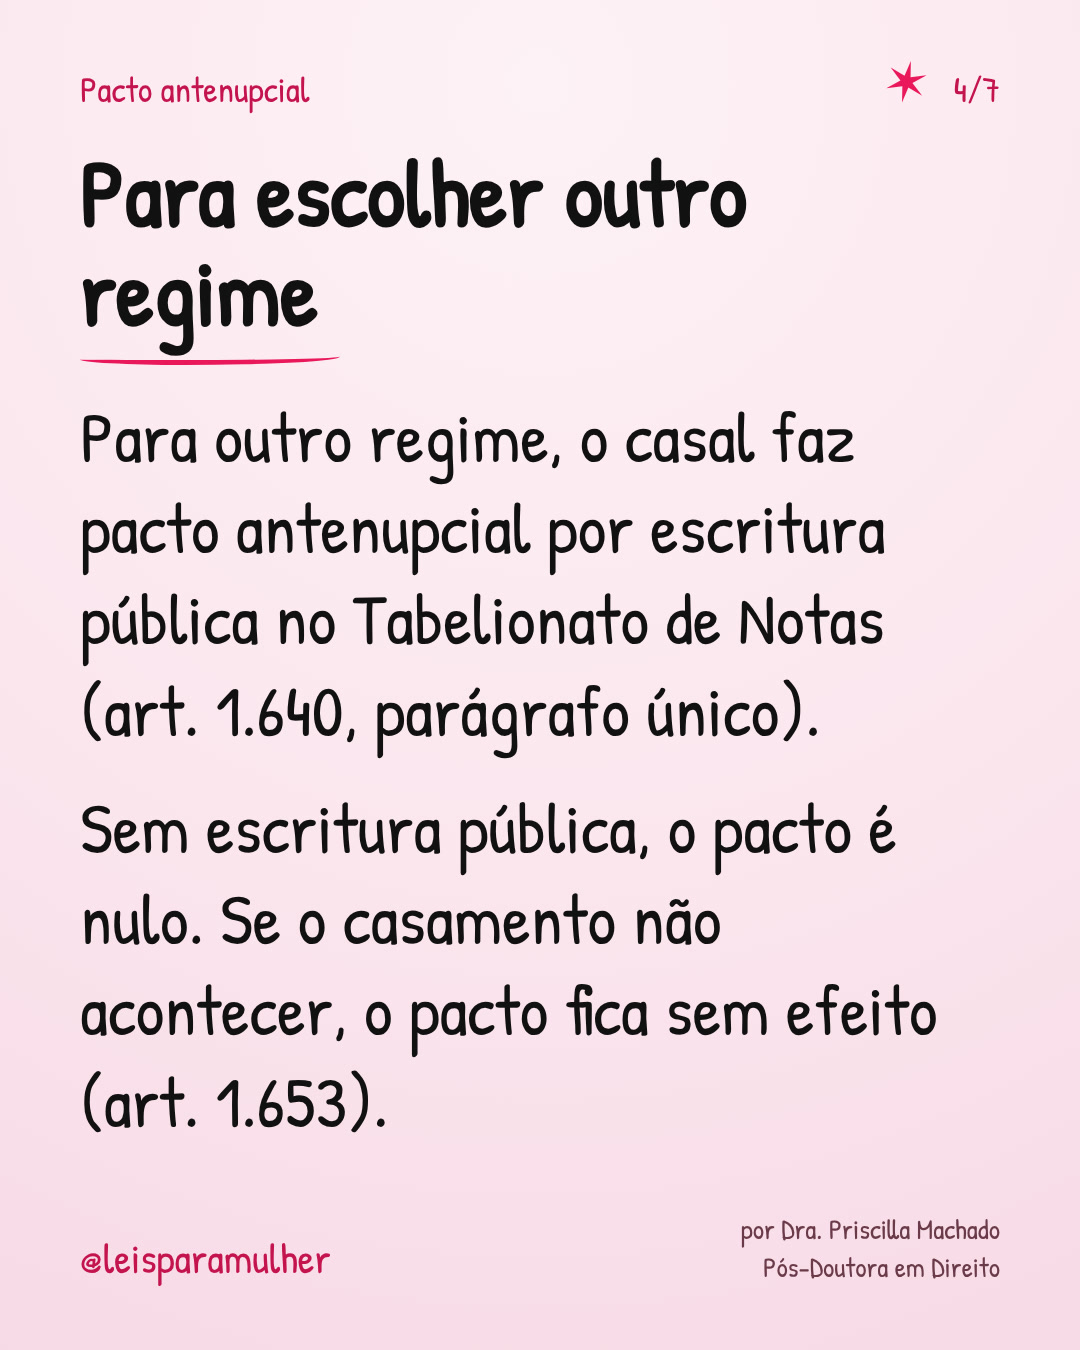 Pacto antenupcial
4/7
Para escolher outro
regime
Para outro regime, o casal faz
pacto antenupcial por escritura
pública no Tabelionato de Notas
(art. 1.640, parágrafo único).
Sem escritura pública, o pacto é
nulo. Se o casamento não
acontecer, o pacto fica sem efeito
(art. 1.653).
@leisparamulher
por Dra. Priscilla Machado
Pós-Doutora em Direito